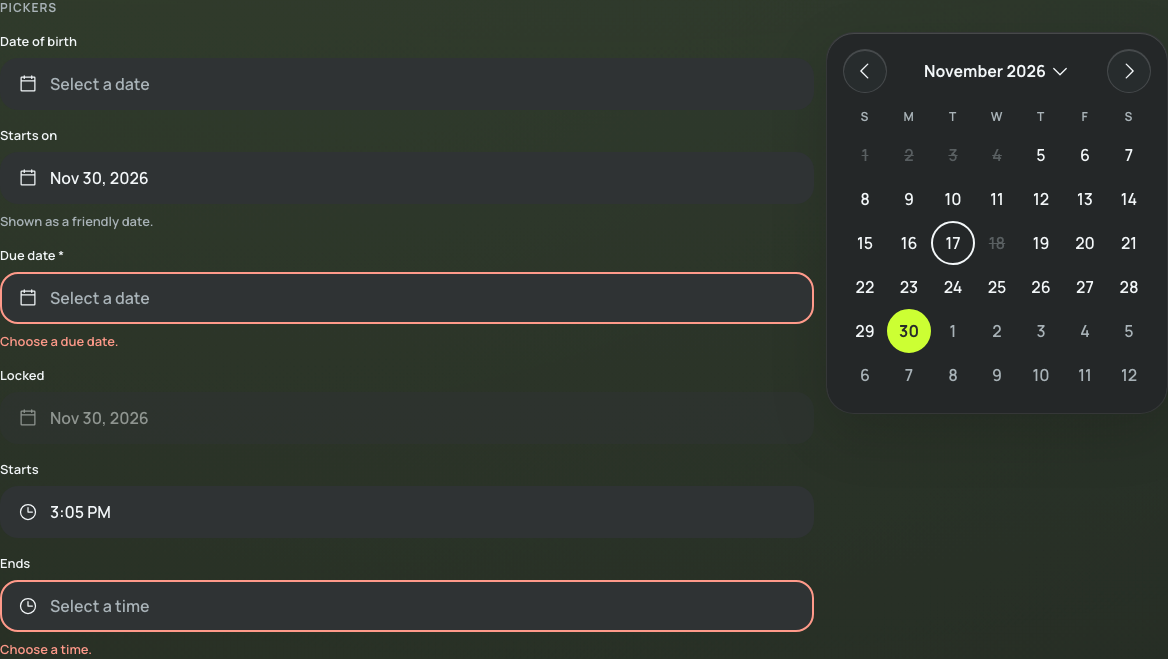 PICKERS
Date of birth
Select a date
Starts on
Nov 30, 2026
Shown as a friendly date.
Due date *
Select a date
Choose a due date.
Locked
Nov 30, 2026
Starts
3:05 PM
Ends
Select a time
Choose a time.
November 2026
S M T W T F S
1 2 3 4 5 6 7
8 9 10 11 12 13 14
15 16 17 18 19 20 21
22 23 24 25 26 27 28
29 30 1 2 3 4 5
6 7 8 9 10 11 12